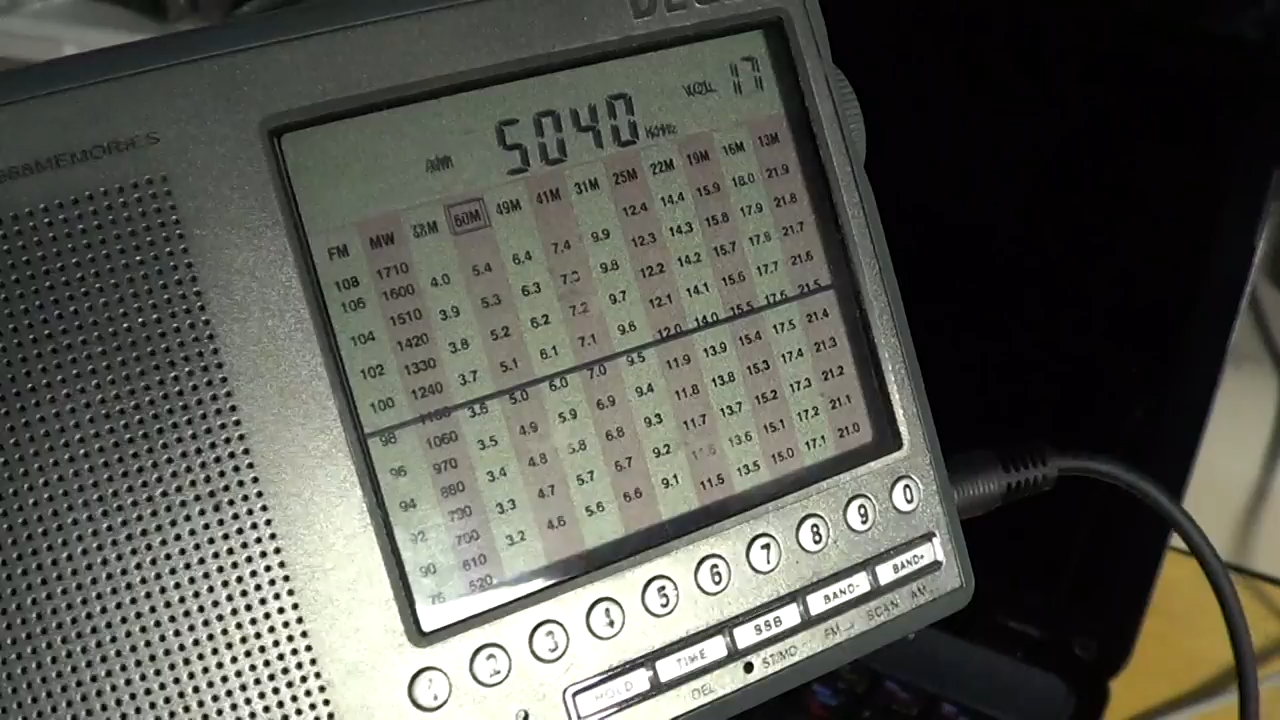 MEMORIES
AM 5040 KHz VOL 17
FM MW 60M 49M 41M 31M 25M 22M 19M 16M 13M
108 1710 4.0 5.4 6.4 7.4 9.9 12.4 14.4 15.9 18.0 21.9
106 1600 3.9 5.3 6.3 7.3 9.8 12.3 14.3 15.8 17.9 21.8
1510
104 1420 3.8 5.2 6.2 7.2 9.7 12.2 14.2 15.7 17.8 21.7
102 1330 3.7 5.1 6.1 7.1 9.6 12.1 14.1 15.6 17.7 21.6
100 1240 3.6 5.0 6.0 7.0 9.5 12.0 14.0 15.5 17.6 21.5
98 1060 3.5 4.9 5.9 6.9 9.4 11.9 13.9 15.4 17.5 21.4
96 970 3.4 4.8 5.8 6.8 9.3 11.8 13.8 15.3 17.4 21.3
94 880 3.3 4.7 5.7 6.7 9.2 11.7 13.7 15.2 17.3 21.2
92 790 3.2 4.6 5.6 6.6 9.1 11.6 13.6 15.1 17.2 21.1
700 11.5 13.5 15.0 17.1 21.0
90 610
76 520
1 2 3 4 5 6 7 8 9 0
HOLD TIME SSB BAND- BAND+
DEL ST/MO FM SCAN AM